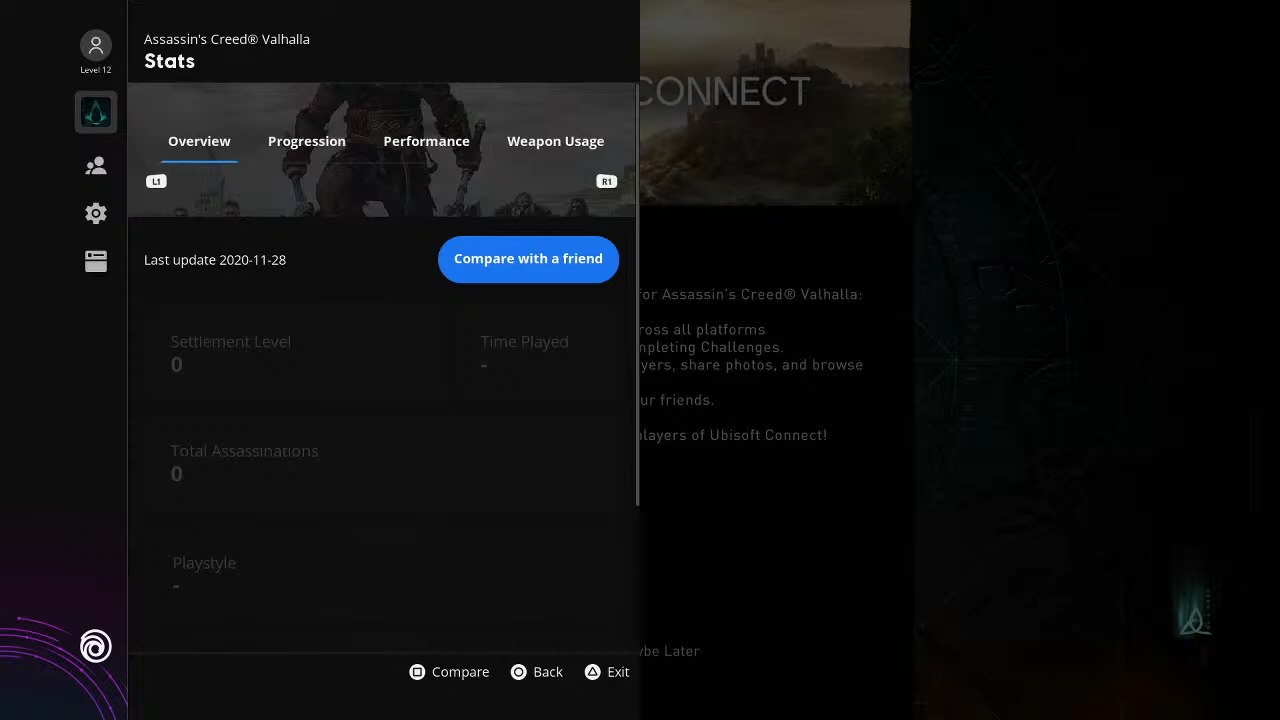 Assassin's Creed® Valhalla
Stats
Level 12
Overview
Progression
Performance
Weapon Usage
L1
R1
Last update 2020-11-28
Compare with a friend
Settlement Level
0
Time Played
-
Total Assassinations
0
Playstyle
-
Compare
Back
Exit
CONNECT
for Assassin's Creed® Valhalla:
ross all platforms
mpleting Challenges.
yers, share photos, and browse
ur friends.
players of Ubisoft Connect!
ybe Later